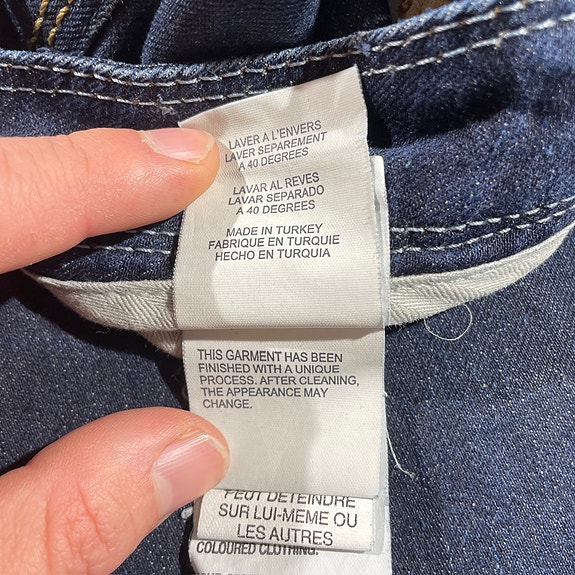 LAVER A L'ENVERS
LAVER SEPAREMENT
A 40 DEGREES
LAVAR AL REVES
LAVAR SEPARADO
A 40 DEGREES
MADE IN TURKEY
FABRIQUE EN TURQUIE
HECHO EN TURQUIA
THIS GARMENT HAS BEEN
FINISHED WITH A UNIQUE
PROCESS. AFTER CLEANING,
THE APPEARANCE MAY
CHANGE.
PEUT DETEINDRE
SUR LUI-MEME OU
LES AUTRES
COLOURED CLOTHING.